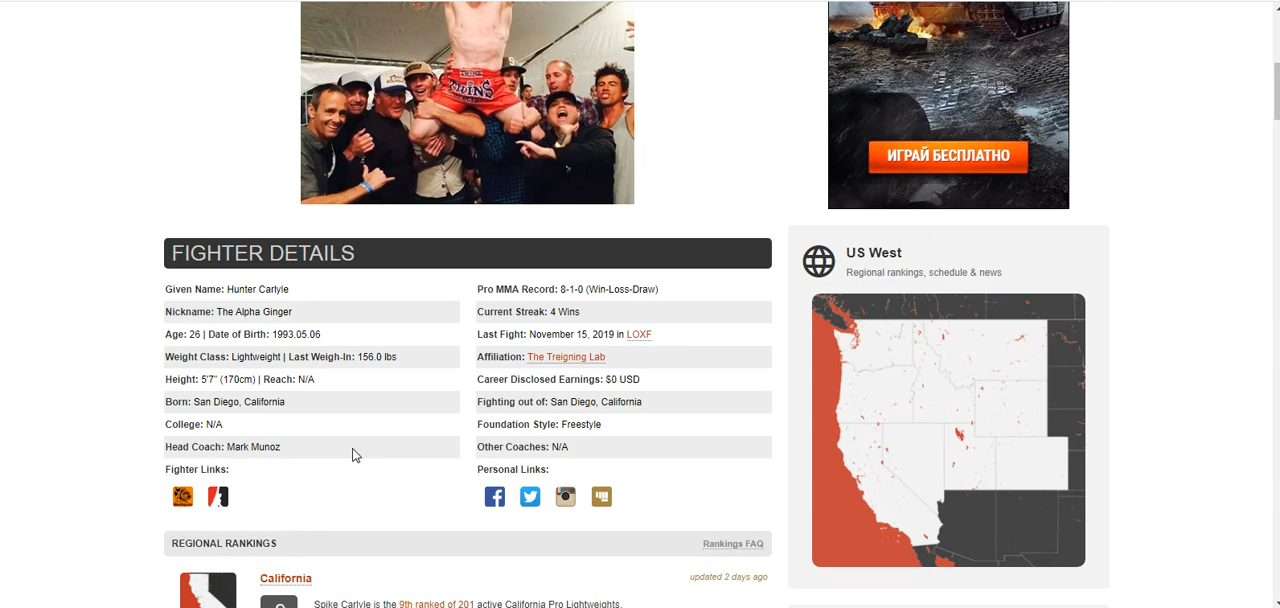 TWINS
ИГРАЙ БЕСПЛАТНО
FIGHTER DETAILS
Given Name: Hunter Carlyle
Nickname: The Alpha Ginger
Age: 26 | Date of Birth: 1993.05.06
Weight Class: Lightweight | Last Weigh-In: 156.0 lbs
Height: 5'7" (170cm) | Reach: N/A
Born: San Diego, California
College: N/A
Head Coach: Mark Munoz
Fighter Links:
Pro MMA Record: 8-1-0 (Win-Loss-Draw)
Current Streak: 4 Wins
Last Fight: November 15, 2019 in LOXF
Affiliation: The Treigning Lab
Career Disclosed Earnings: $0 USD
Fighting out of: San Diego, California
Foundation Style: Freestyle
Other Coaches: N/A
Personal Links:
REGIONAL RANKINGS
Rankings FAQ
California
updated 2 days ago
Spike Carlyle is the 9th ranked of 201 active California Pro Lightweights.
US West
Regional rankings, schedule & news